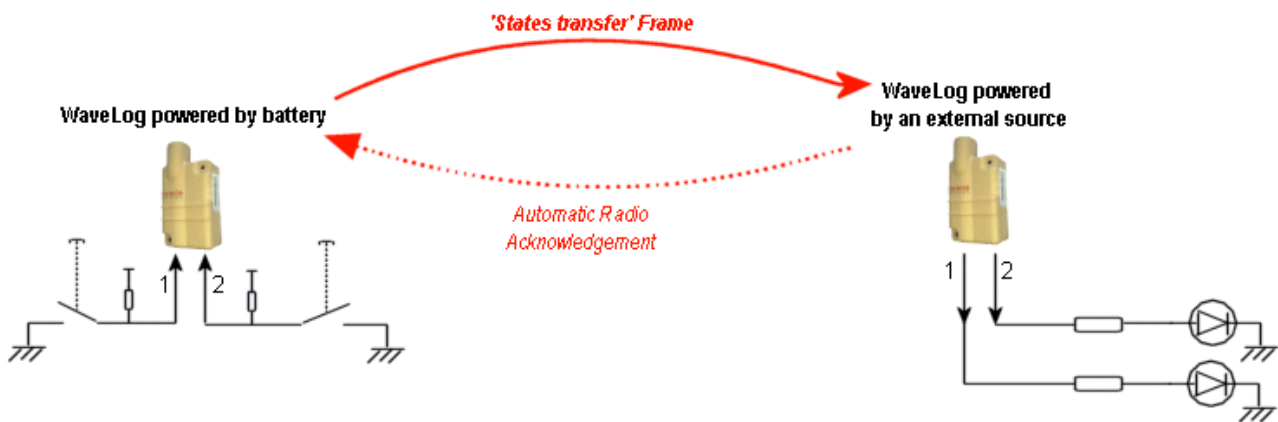 'States transfer' Frame
WaveLog powered by battery
WaveLog powered
by an external source
Automatic Radio
Acknowledgement
1
2
1
2